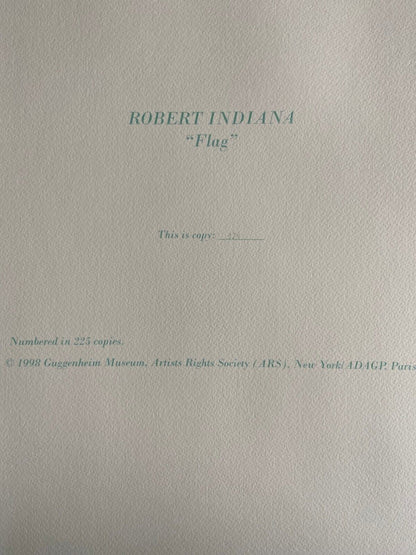 ROBERT INDIANA
“Flag”
This is copy:
Numbered in 225 copies.
© 1998 Guggenheim Museum, Artists Rights Society (ARS), New York/ADAGP, Paris